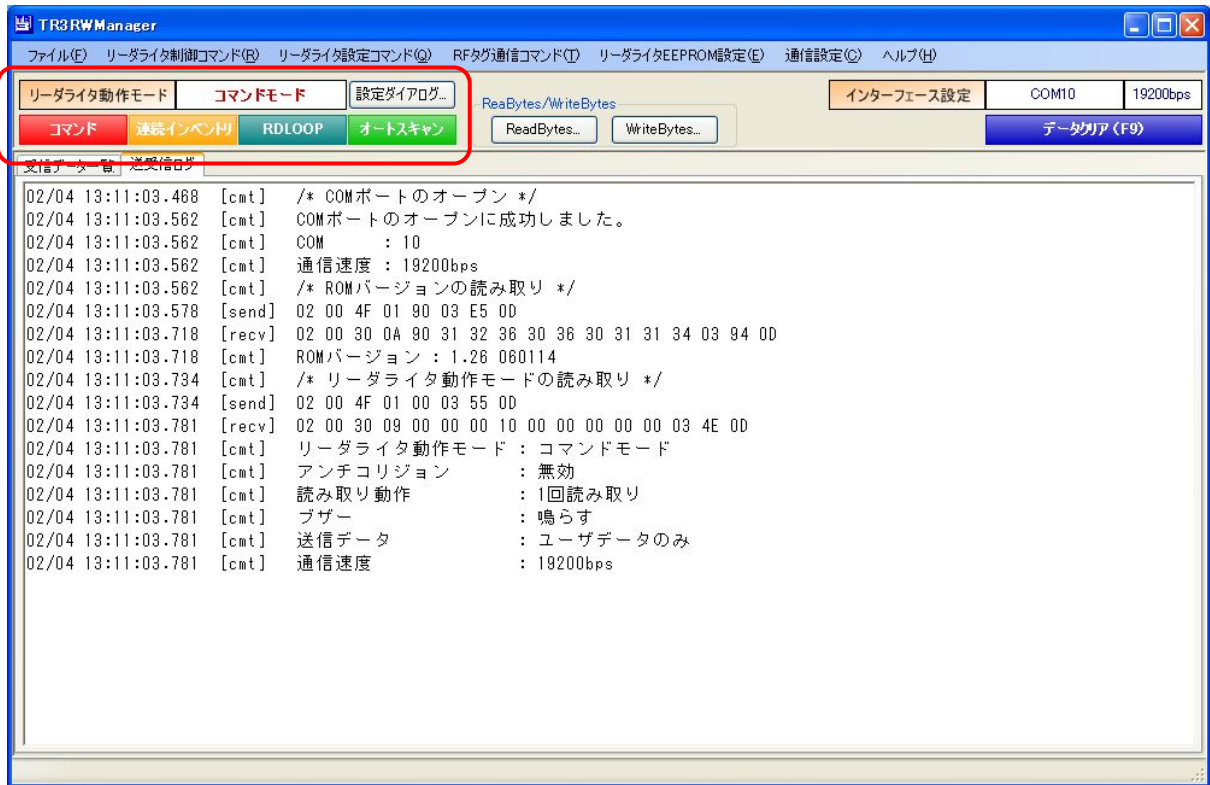 TR3RWManager
ファイル(F) リーダライタ制御コマンド(R) リーダライタ設定コマンド(Q) RFタグ通信コマンド(T) リーダライタEEPROM設定(E) 通信設定(C) ヘルプ(H)
リーダライタ動作モード コマンドモード 設定ダイアログ... ReaBytes/WriteBytes インターフェース設定 COM10 19200bps
コマンド 連続インベントリ RDLOOP オートスキャン ReadBytes... WriteBytes... データクリア(F9)
受信データ一覧 送受信ログ
02/04 13:11:03.468 [cmt] /* COMポートのオープン */
02/04 13:11:03.562 [cmt] COMポートのオープンに成功しました。
02/04 13:11:03.562 [cmt] COM : 10
02/04 13:11:03.562 [cmt] 通信速度 : 19200bps
02/04 13:11:03.562 [cmt] /* ROMバージョンの読み取り */
02/04 13:11:03.578 [send] 02 00 4F 01 90 03 E5 0D
02/04 13:11:03.718 [recv] 02 00 30 0A 90 31 32 36 30 36 30 31 31 34 03 94 0D
02/04 13:11:03.718 [cmt] ROMバージョン : 1.26 060114
02/04 13:11:03.734 [cmt] /* リーダライタ動作モードの読み取り */
02/04 13:11:03.734 [send] 02 00 4F 01 00 03 55 0D
02/04 13:11:03.781 [recv] 02 00 30 09 00 00 00 10 00 00 00 00 00 03 4E 0D
02/04 13:11:03.781 [cmt] リーダライタ動作モード : コマンドモード
02/04 13:11:03.781 [cmt] アンチコリジョン : 無効
02/04 13:11:03.781 [cmt] 読み取り動作 : 1回読み取り
02/04 13:11:03.781 [cmt] ブザー : 鳴らす
02/04 13:11:03.781 [cmt] 送信データ : ユーザデータのみ
02/04 13:11:03.781 [cmt] 通信速度 : 19200bps